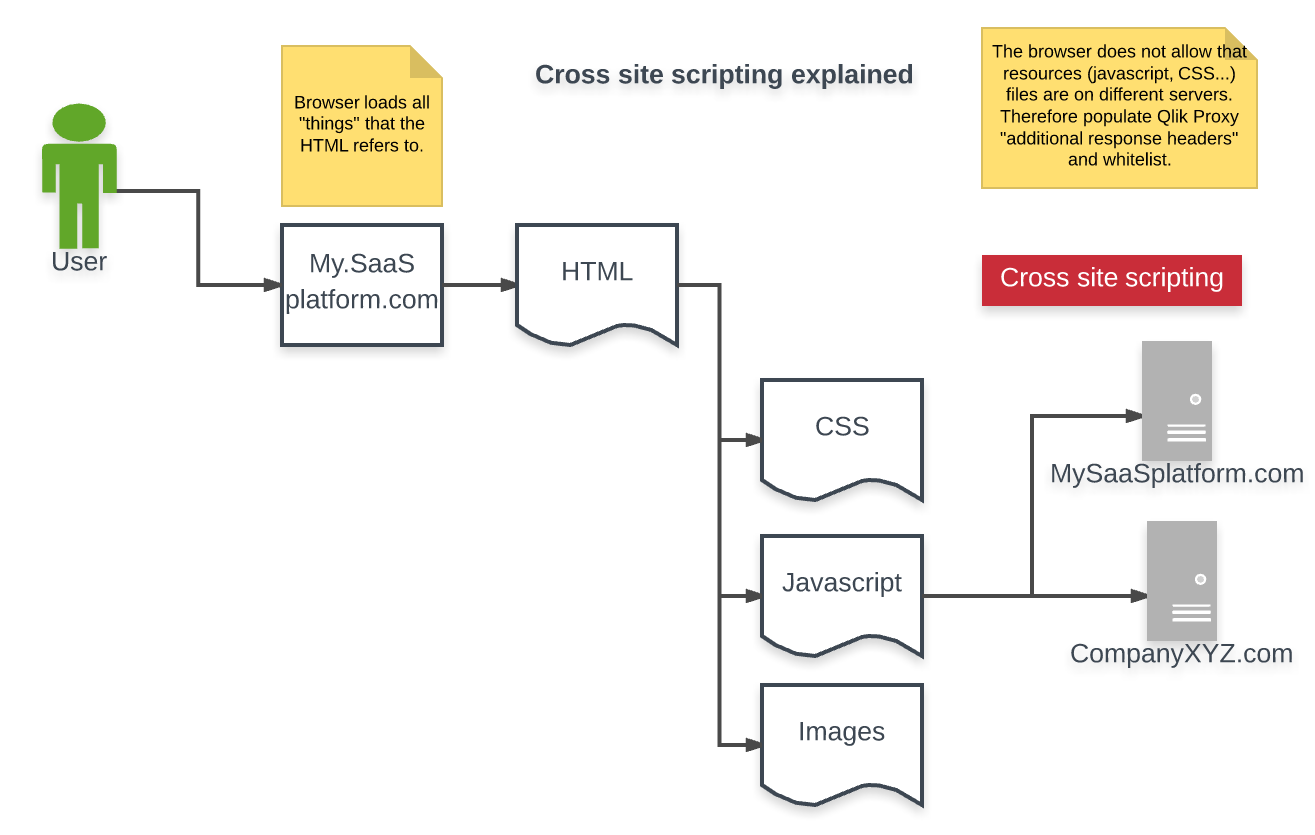 Cross site scripting explained
Browser loads all
"things" that the
HTML refers to.
The browser does not allow that
resources (javascript, CSS...)
files are on different servers.
Therefore populate Qlik Proxy
"additional response headers"
and whitelist.
User
My.SaaS
platform.com
HTML
Cross site scripting
CSS
MySaaSplatform.com
Javascript
CompanyXYZ.com
Images